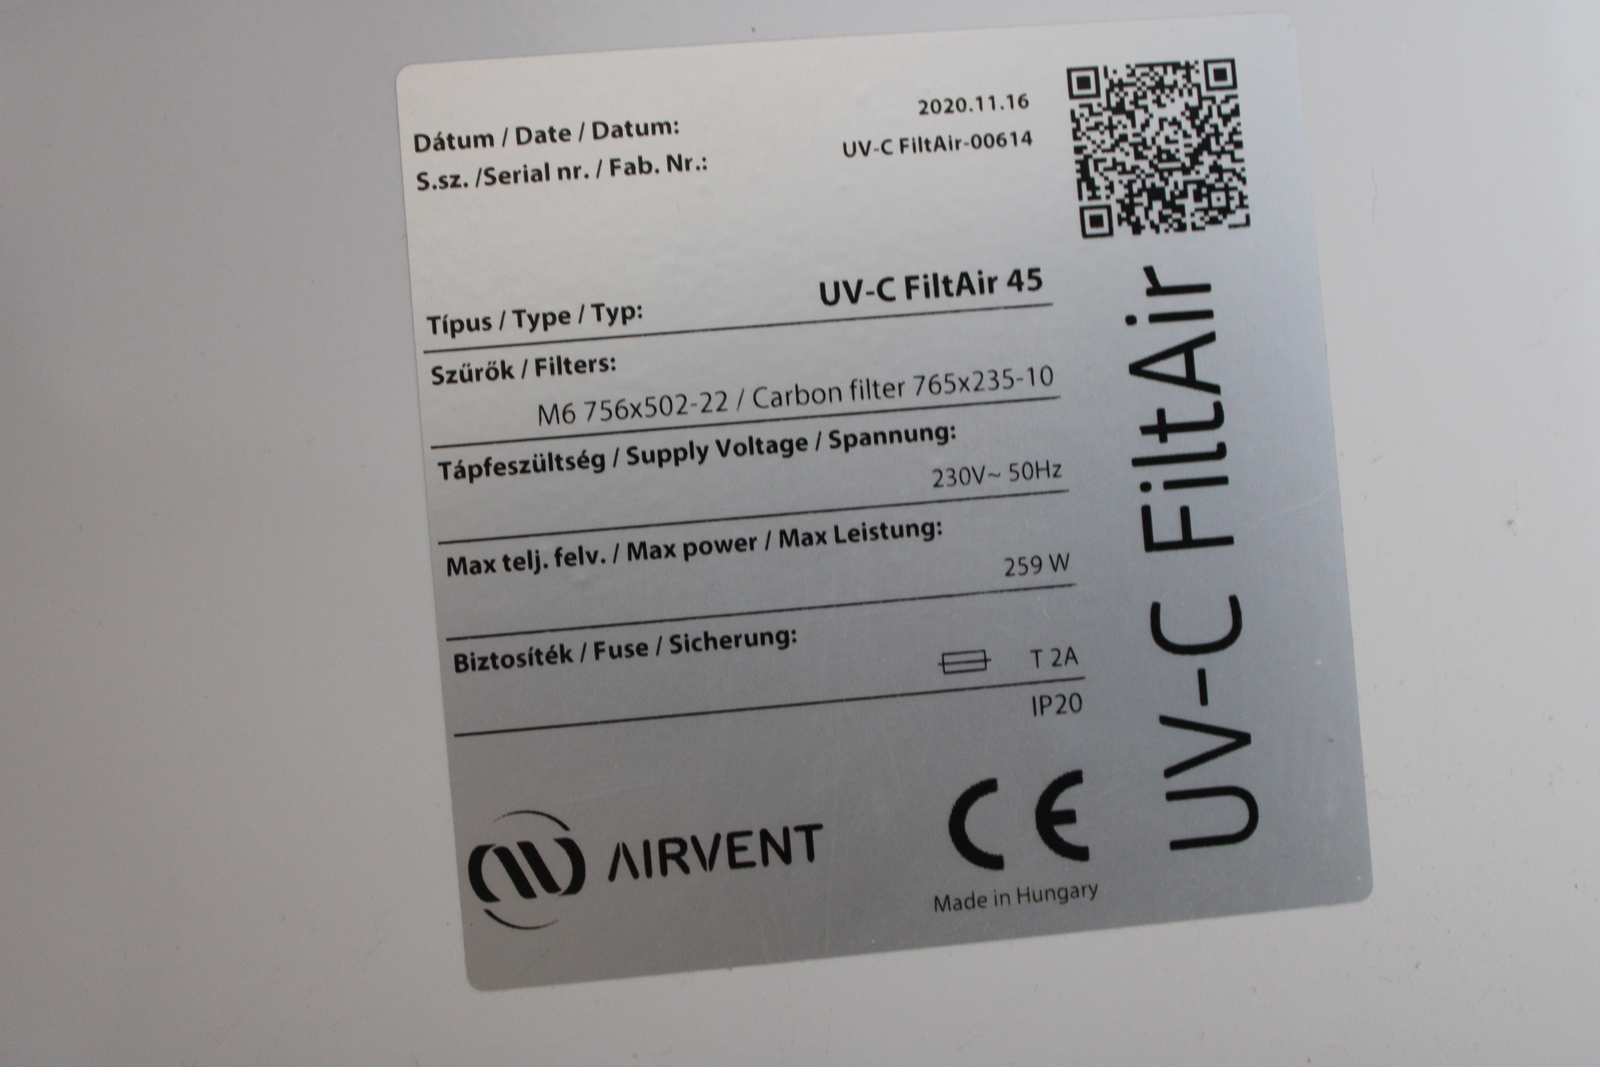 Dátum / Date / Datum: 2020.11.16
S.sz. /Serial nr. / Fab. Nr.: UV-C FiltAir-00614
Típus / Type / Typ: UV-C FiltAir 45
Szűrők / Filters:
M6 756x502-22 / Carbon filter 765x235-10
Tápfeszültség / Supply Voltage / Spannung:
230V~ 50Hz
Max telj. felv. / Max power / Max Leistung:
259 W
Biztosíték / Fuse / Sicherung:
T 2A
IP20
AIRVENT
CE
Made in Hungary
UV-C FiltAir